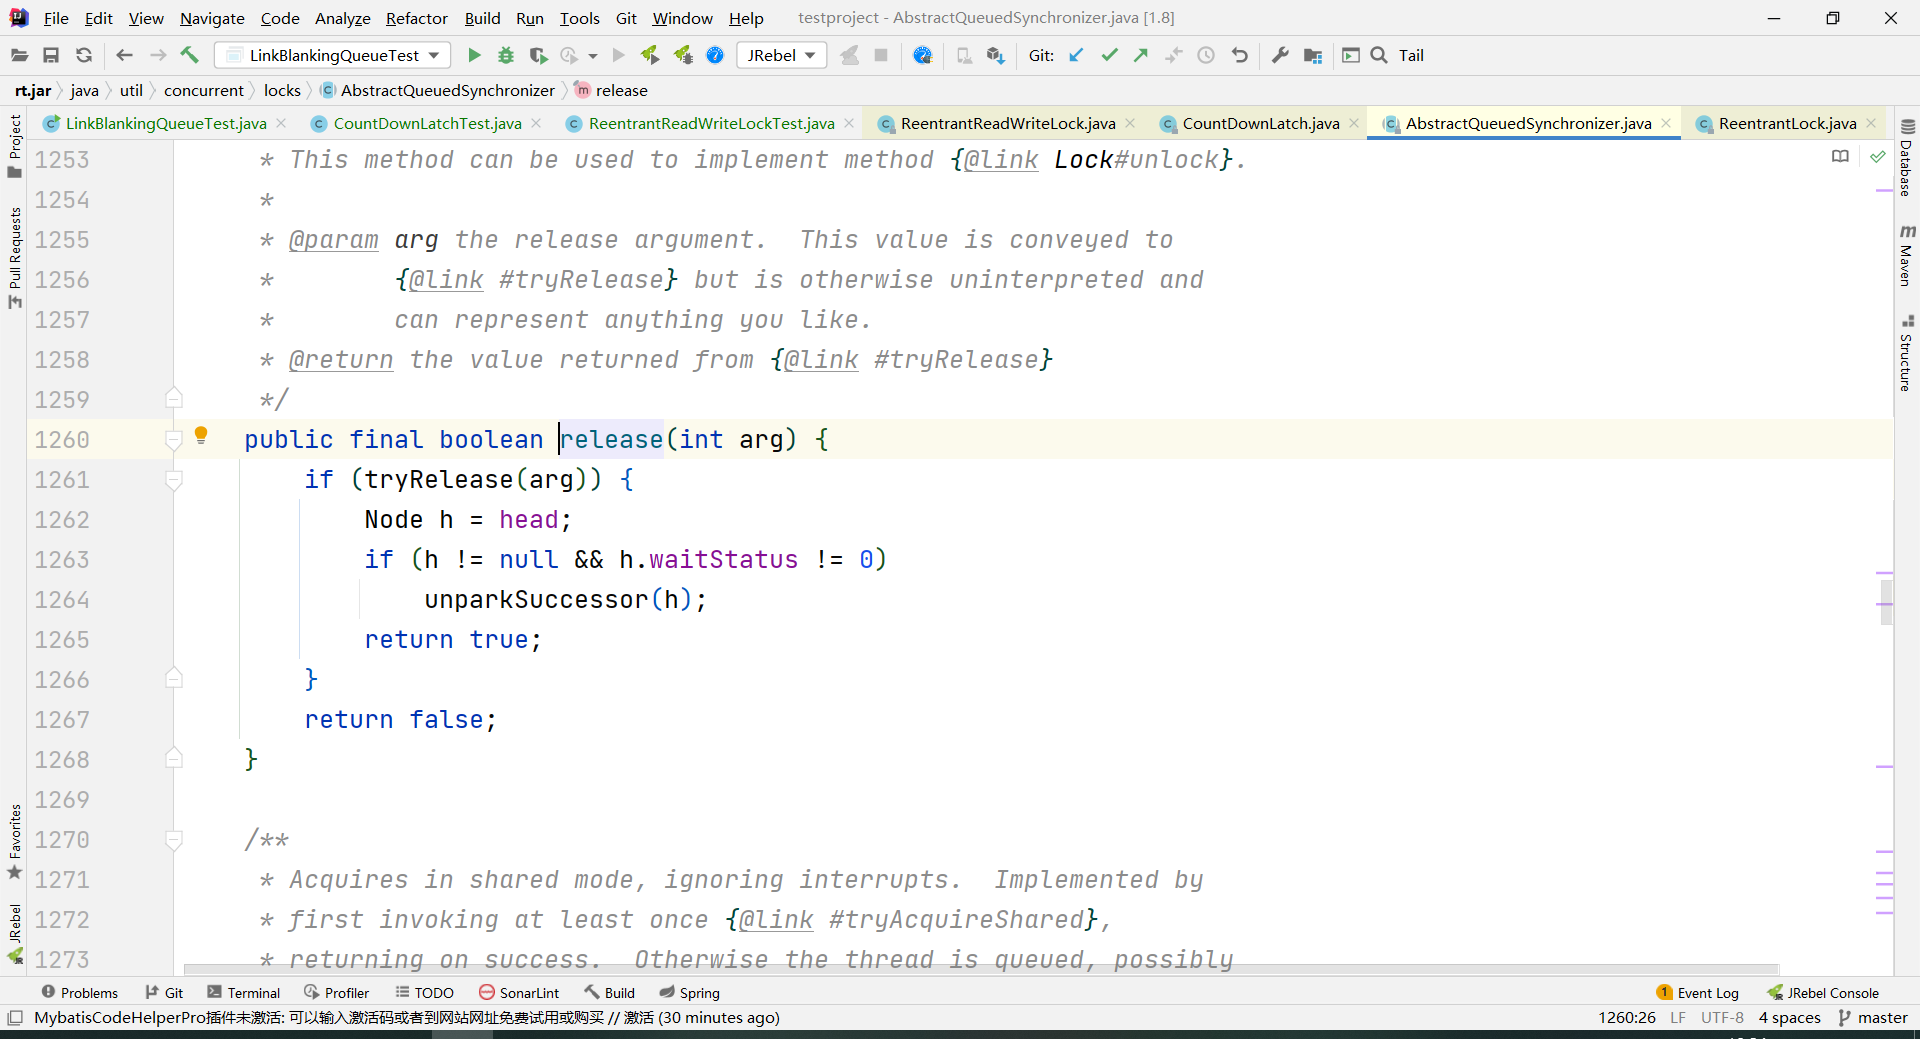 File Edit View Navigate Code Analyze Refactor Build Run Tools Git Window Help testproject - AbstractQueuedSynchronizer.java [1.8]
LinkBlankingQueueTest JRebel Git: Tail
rt.jar java util concurrent locks AbstractQueuedSynchronizer release
LinkBlankingQueueTest.java CountDownLatchTest.java ReentrantReadWriteLockTest.java ReentrantReadWriteLock.java CountDownLatch.java AbstractQueuedSynchronizer.java ReentrantLock.java
Project
Pull Requests
Favorites
JRebel
1253 * This method can be used to implement method {@link Lock#unlock}.
1254 *
1255 * @param arg the release argument.  This value is conveyed to
1256 *        {@link #tryRelease} but is otherwise uninterpreted and
1257 *        can represent anything you like.
1258 * @return the value returned from {@link #tryRelease}
1259 */
1260 public final boolean release(int arg) {
1261 if (tryRelease(arg)) {
1262 Node h = head;
1263 if (h != null && h.waitStatus != 0)
1264 unparkSuccessor(h);
1265 return true;
1266 }
1267 return false;
1268 }
1269
1270 /**
1271 * Acquires in shared mode, ignoring interrupts.  Implemented by
1272 * first invoking at least once {@link #tryAcquireShared},
1273 * returning on success.  Otherwise the thread is queued, possibly
Database
Maven
Structure
Problems Git Terminal Profiler TODO SonarLint Build Spring 1 Event Log JRebel Console
MybatisCodeHelperPro插件未激活: 可以输入激活码或者到网站网址免费试用或购买 // 激活 (30 minutes ago) 1260:26 LF UTF-8 4 spaces master